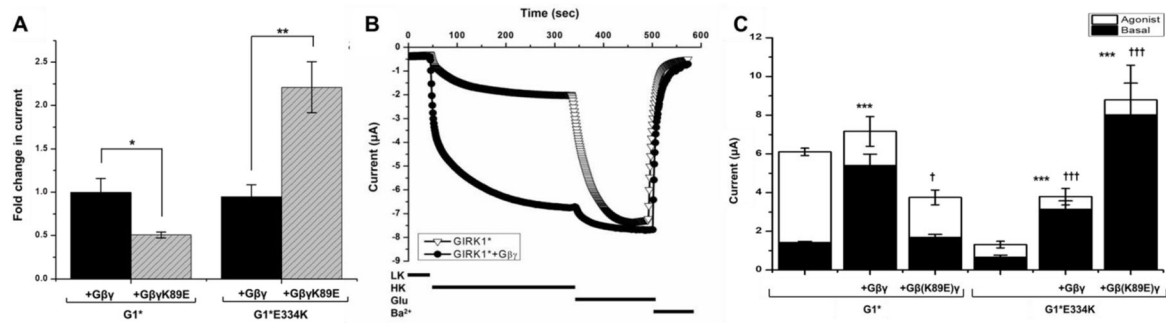 A
Fold change in current
2.5
2.0
1.5
1.0
0.5
0.0
*
**
+Gβγ
+GβγK89E
+Gβγ
+GβγK89E
G1*
G1*E334K
B
Time (sec)
0 100 200 300 400 500 600
Current (µA)
0
-1
-2
-3
-4
-5
-6
-7
-8
-9
GIRK1*
GIRK1*+Gβγ
LK
HK
Glu
Ba²⁺
C
Agonist
Basal
Current (µA)
12
10
8
6
4
2
0
***
†
*** †††
*** †††
+Gβγ
+Gβ(K89E)γ
+Gβγ
+Gβ(K89E)γ
G1*
G1*E334K